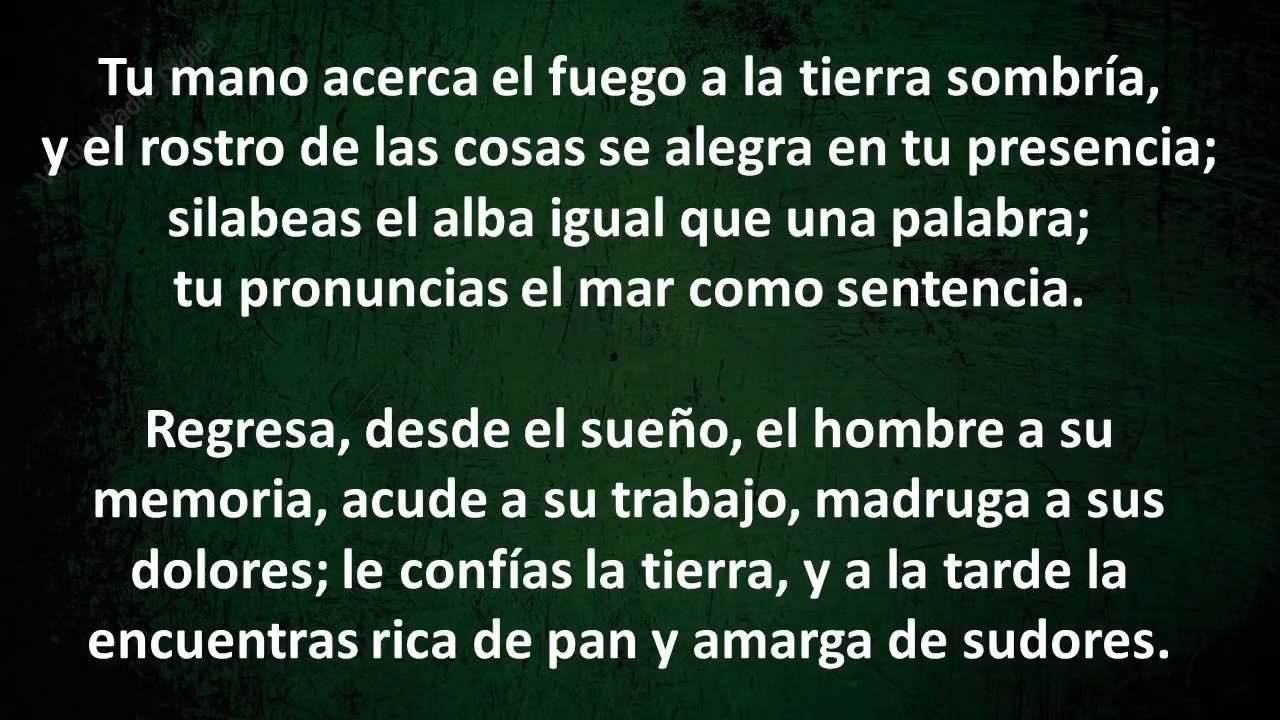 Tu mano acerca el fuego a la tierra sombría,
y el rostro de las cosas se alegra en tu presencia;
silabeas el alba igual que una palabra;
tu pronuncias el mar como sentencia.
Regresa, desde el sueño, el hombre a su
memoria, acude a su trabajo, madruga a sus
dolores; le confías la tierra, y a la tarde la
encuentras rica de pan y amarga de sudores.